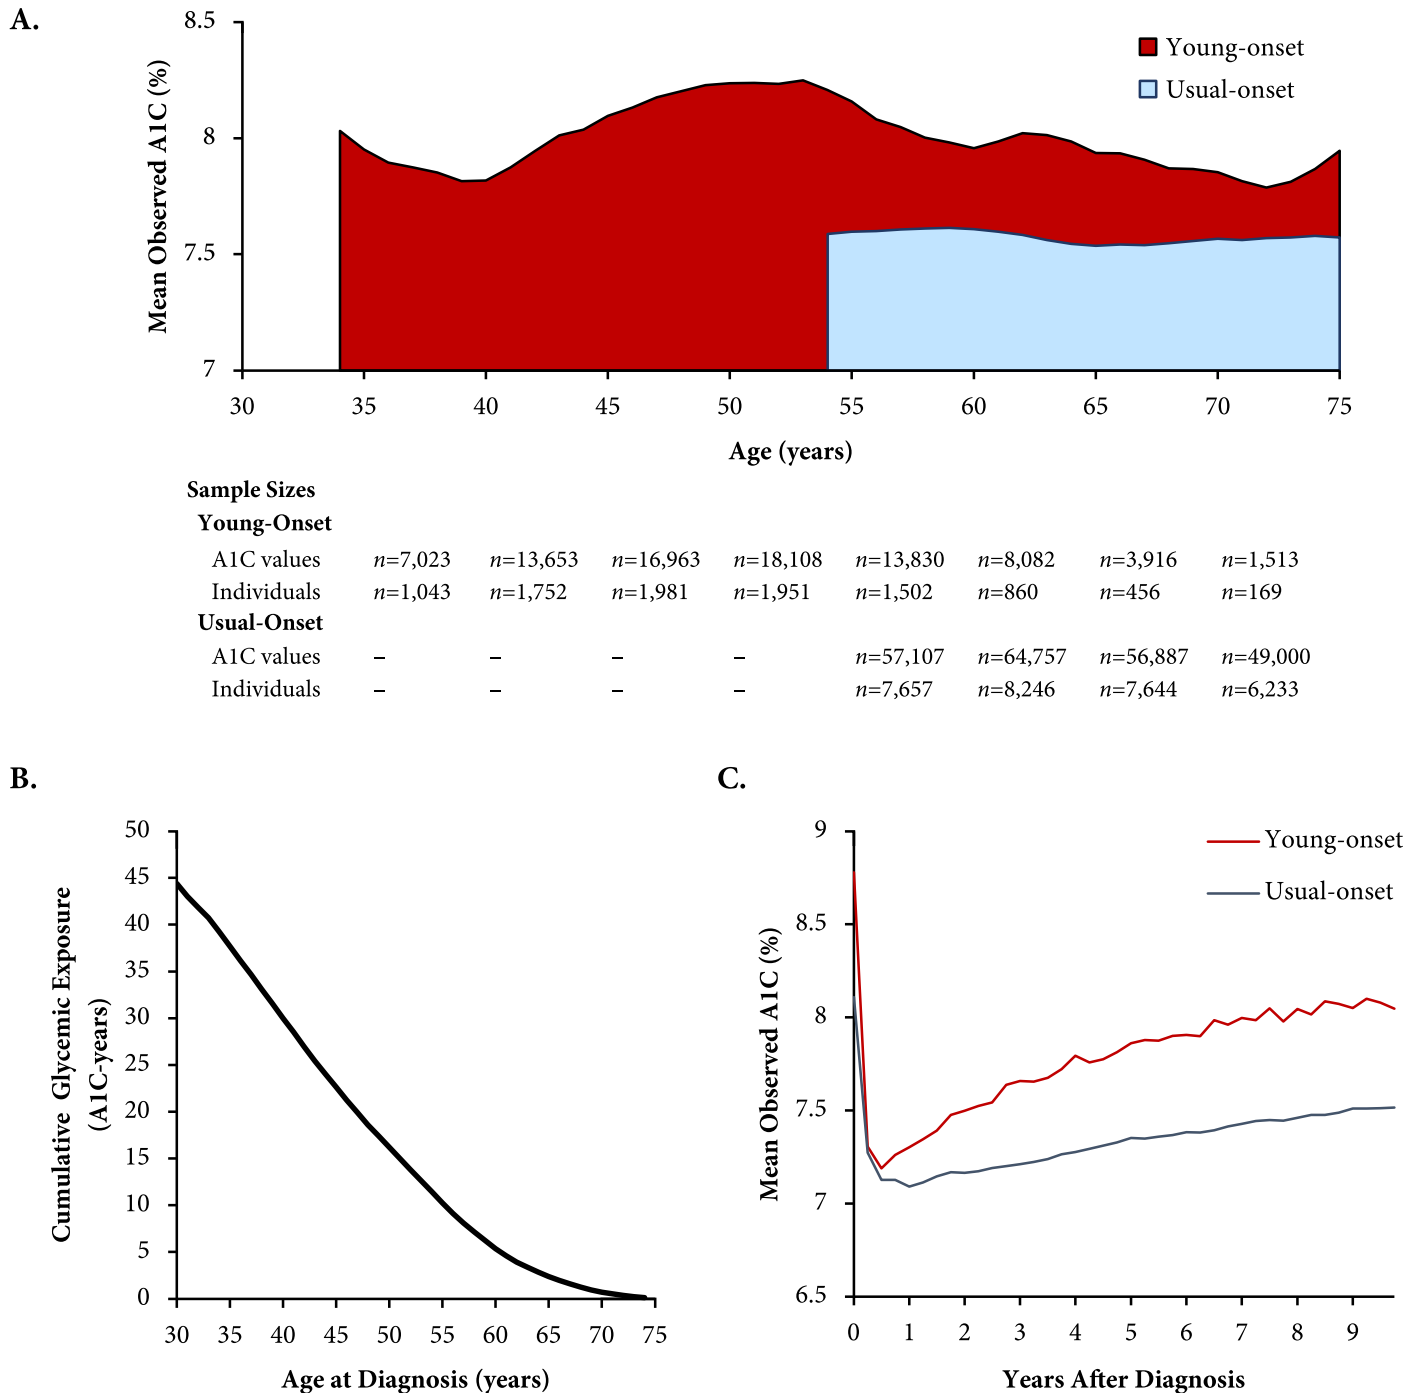 A.
8.5
8
7.5
7
Mean Observed A1C (%)
Young-onset
Usual-onset
30 35 40 45 50 55 60 65 70 75
Age (years)
Sample Sizes
Young-Onset
A1C values n=7,023 n=13,653 n=16,963 n=18,108 n=13,830 n=8,082 n=3,916 n=1,513
Individuals n=1,043 n=1,752 n=1,981 n=1,951 n=1,502 n=860 n=456 n=169
Usual-Onset
A1C values – – – – n=57,107 n=64,757 n=56,887 n=49,000
Individuals – – – – n=7,657 n=8,246 n=7,644 n=6,233
B.
50
45
40
35
30
25
20
15
10
5
0
Cumulative Glycemic Exposure
(A1C-years)
30 35 40 45 50 55 60 65 70 75
Age at Diagnosis (years)
C.
9
8.5
8
7.5
7
6.5
Mean Observed A1C (%)
Young-onset
Usual-onset
0 1 2 3 4 5 6 7 8 9
Years After Diagnosis